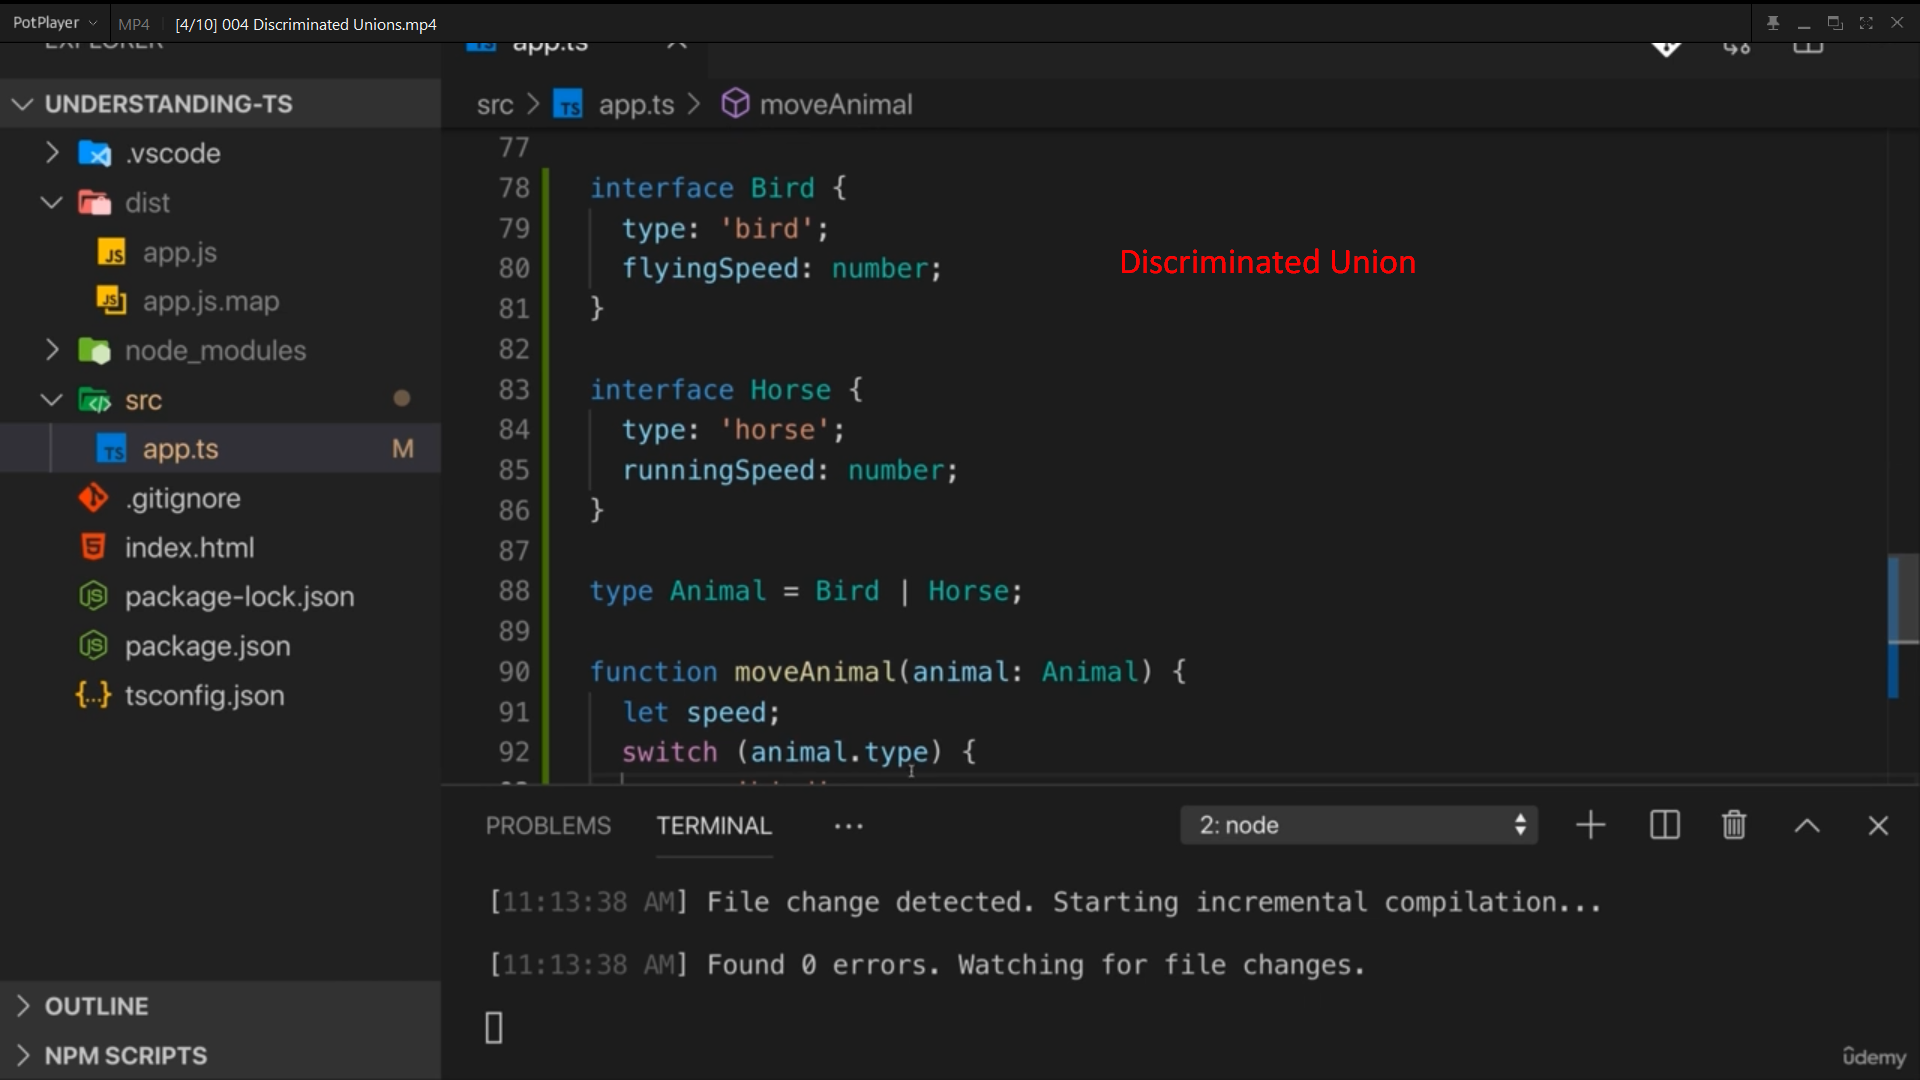 PotPlayer
MP4
[4/10] 004 Discriminated Unions.mp4
EXPLORER
UNDERSTANDING-TS
.vscode
dist
JS app.js
JS app.js.map
node_modules
src
TS app.ts M
.gitignore
index.html
package-lock.json
package.json
tsconfig.json
OUTLINE
NPM SCRIPTS
app.ts
src > TS app.ts > moveAnimal
77
78 interface Bird {
79 type: 'bird';
80 flyingSpeed: number;
81 }
82
83 interface Horse {
84 type: 'horse';
85 runningSpeed: number;
86 }
87
88 type Animal = Bird | Horse;
89
90 function moveAnimal(animal: Animal) {
91 let speed;
92 switch (animal.type) {
Discriminated Union
PROBLEMS TERMINAL ··· 2: node
[11:13:38 AM] File change detected. Starting incremental compilation...
[11:13:38 AM] Found 0 errors. Watching for file changes.
ûdemy